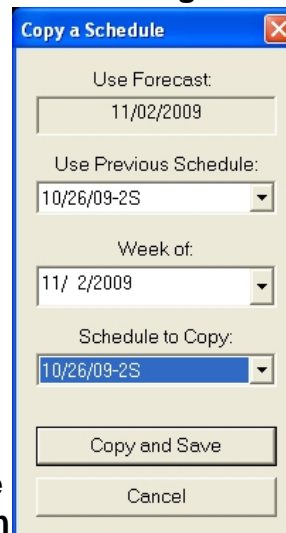 Copy a Schedule
Use Forecast:
11/02/2009
Use Previous Schedule:
10/26/09-2S
Week of:
11/ 2/2009
Schedule to Copy:
10/26/09-2S
Copy and Save
Cancel